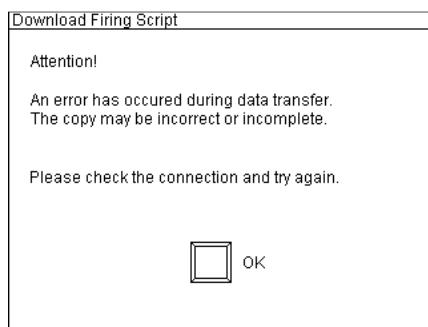 Download Firing Script
Attention!
An error has occured during data transfer.
The copy may be incorrect or incomplete.
Please check the connection and try again.
OK